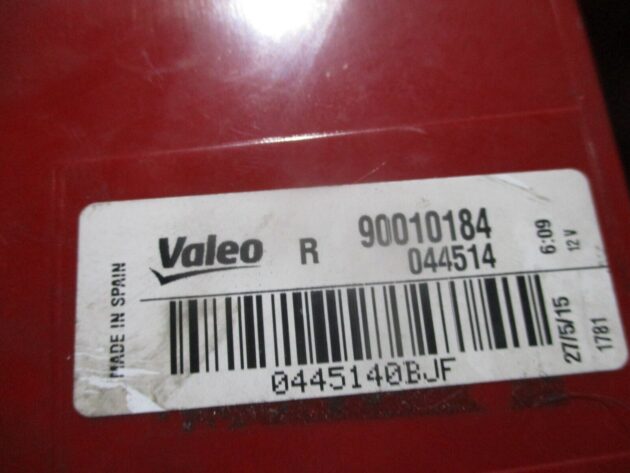 MADE IN SPAIN
Valeo R 90010184
044514
6:09
12 V
0445140BJF
27/5/15
1781